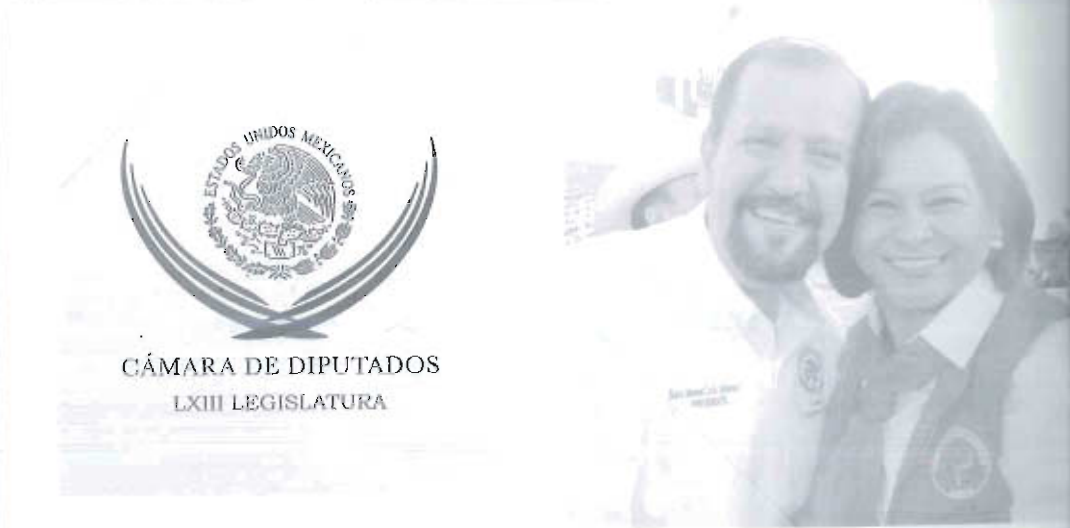 ESTADOS UNIDOS MEXICANOS
CÁMARA DE DIPUTADOS
LXIII LEGISLATURA